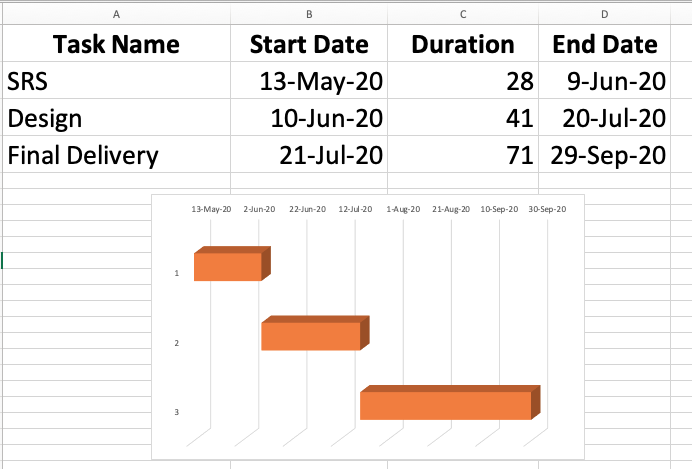 A B C D
Task Name Start Date Duration End Date
SRS 13-May-20 28 9-Jun-20
Design 10-Jun-20 41 20-Jul-20
Final Delivery 21-Jul-20 71 29-Sep-20
13-May-20 2-Jun-20 22-Jun-20 12-Jul-20 1-Aug-20 21-Aug-20 10-Sep-20 30-Sep-20
1
2
3